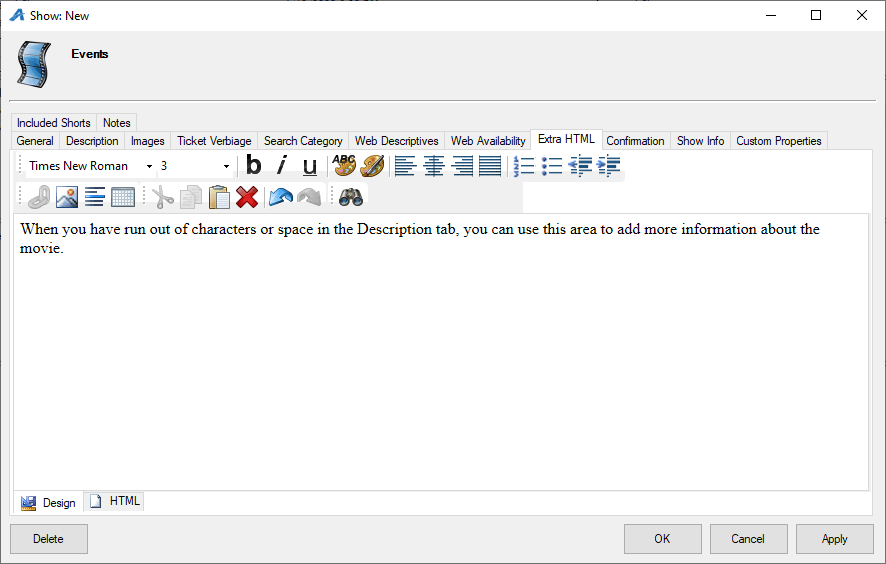 Show: New
Events
Included Shorts Notes
General Description Images Ticket Verbiage Search Category Web Descriptives Web Availability Extra HTML Confirmation Show Info Custom Properties
Times New Roman 3 b i u ABC
When you have run out of characters or space in the Description tab, you can use this area to add more information about the
movie.
Design HTML
Delete OK Cancel Apply